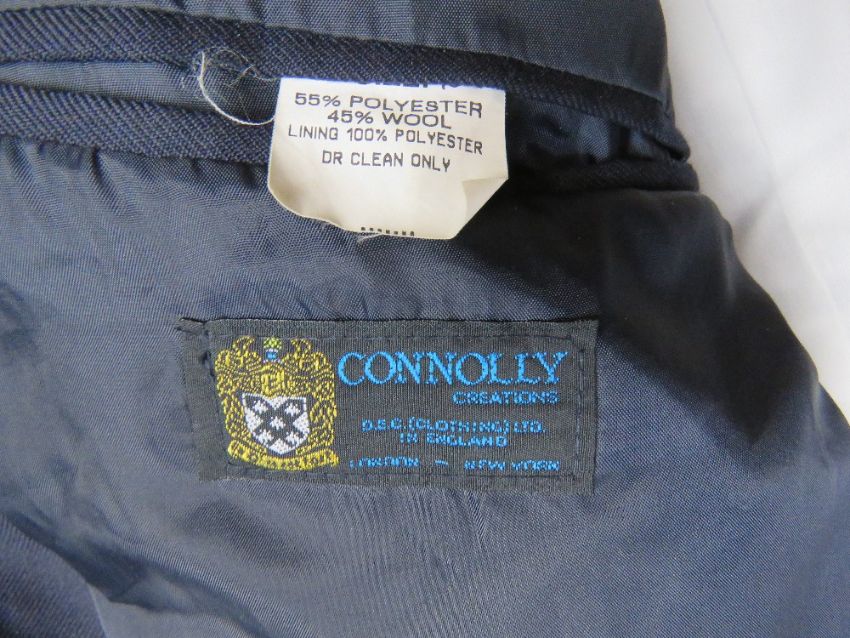 55% POLYESTER
45% WOOL
LINING 100% POLYESTER
DR CLEAN ONLY
CONNOLLY
CREATIONS
D.S.C. (CLOTHING) LTD.
IN ENGLAND
LONDON — NEW YORK